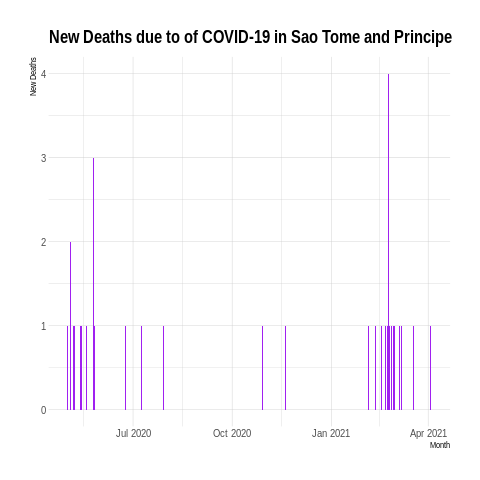 New Deaths due to of COVID-19 in Sao Tome and Principe
New Deaths
4
3
2
1
0
Jul 2020 Oct 2020 Jan 2021 Apr 2021
Month